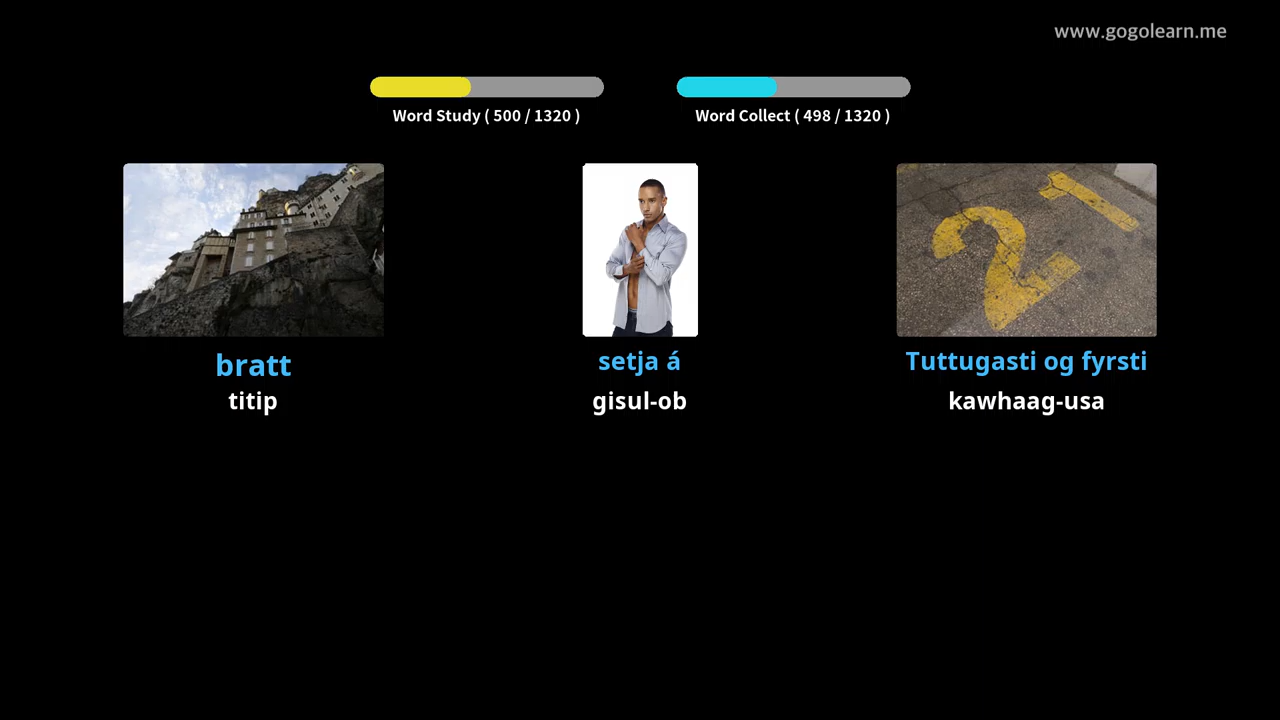 www.gogolearn.me
Word Study ( 500 / 1320 )
Word Collect ( 498 / 1320 )
21
bratt
titip
setja á
gisul-ob
Tuttugasti og fyrsti
kawhaag-usa